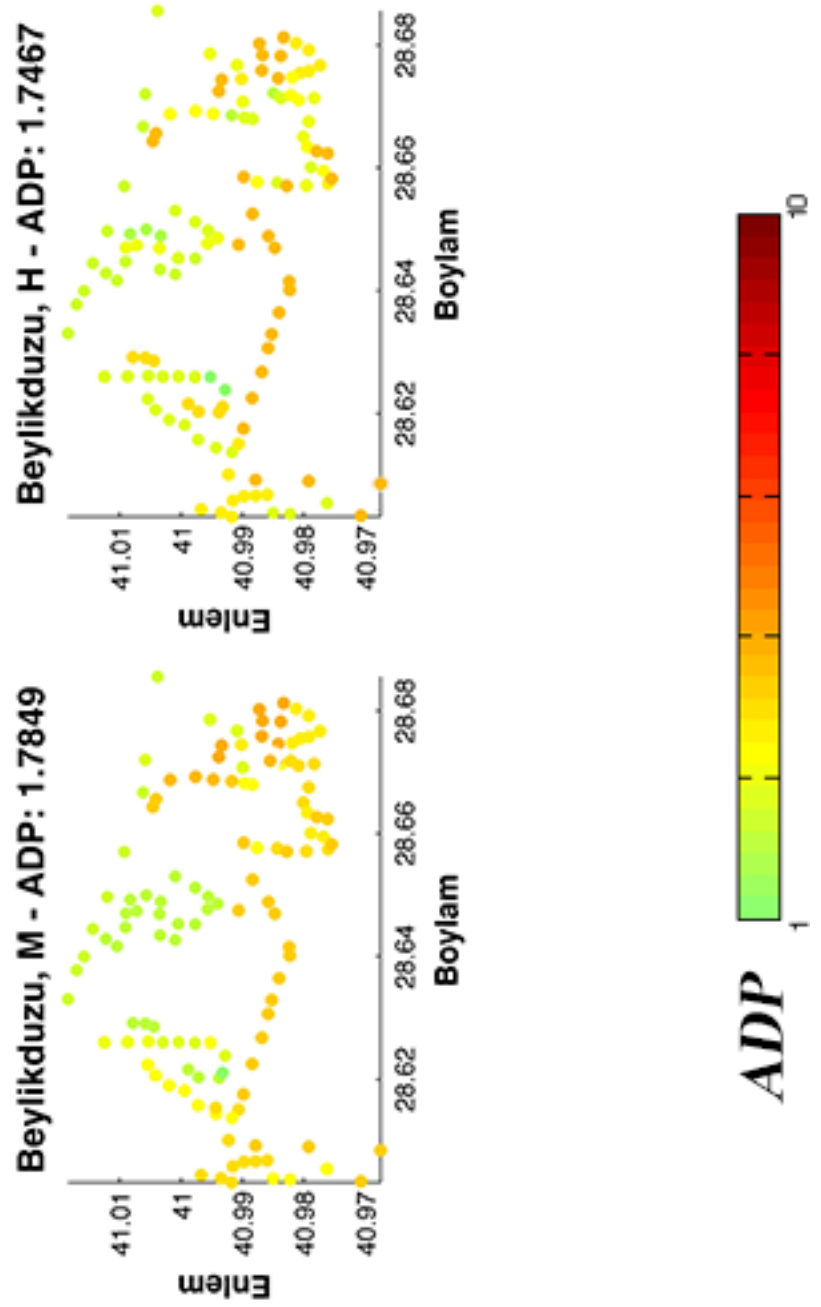 Beylikduzu, M - ADP: 1.7849
41.01
41
40.99
40.98
40.97
Enlem
28.62
28.64
28.66
28.68
Boylam
Beylikduzu, H - ADP: 1.7467
41.01
41
40.99
40.98
40.97
Enlem
28.62
28.64
28.66
28.68
Boylam
ADP
1
10